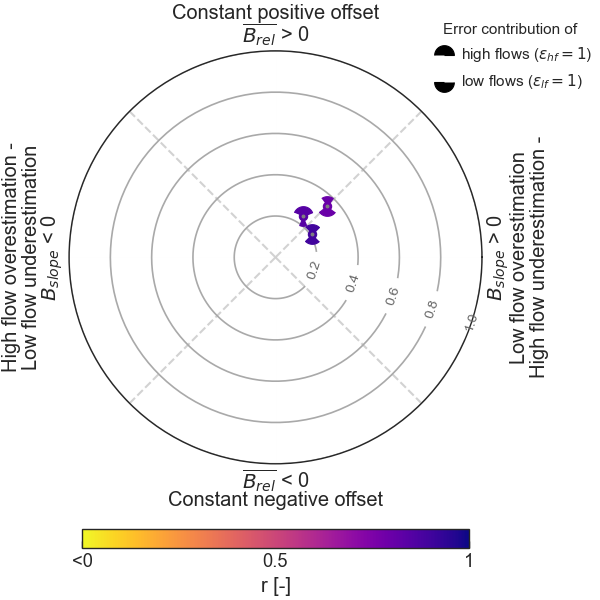 Constant positive offset
$\overline{B_{rel}}$ > 0
Error contribution of
high flows ($\varepsilon_{hf} = 1$)
low flows ($\varepsilon_{lf} = 1$)
High flow overestimation -
Low flow underestimation
$B_{slope}$ < 0
0.2
0.4
0.6
0.8
1.0
$B_{slope}$ > 0
Low flow overestimation
High flow underestimation -
$\overline{B_{rel}}$ < 0
Constant negative offset
<0
0.5
1
r [-]